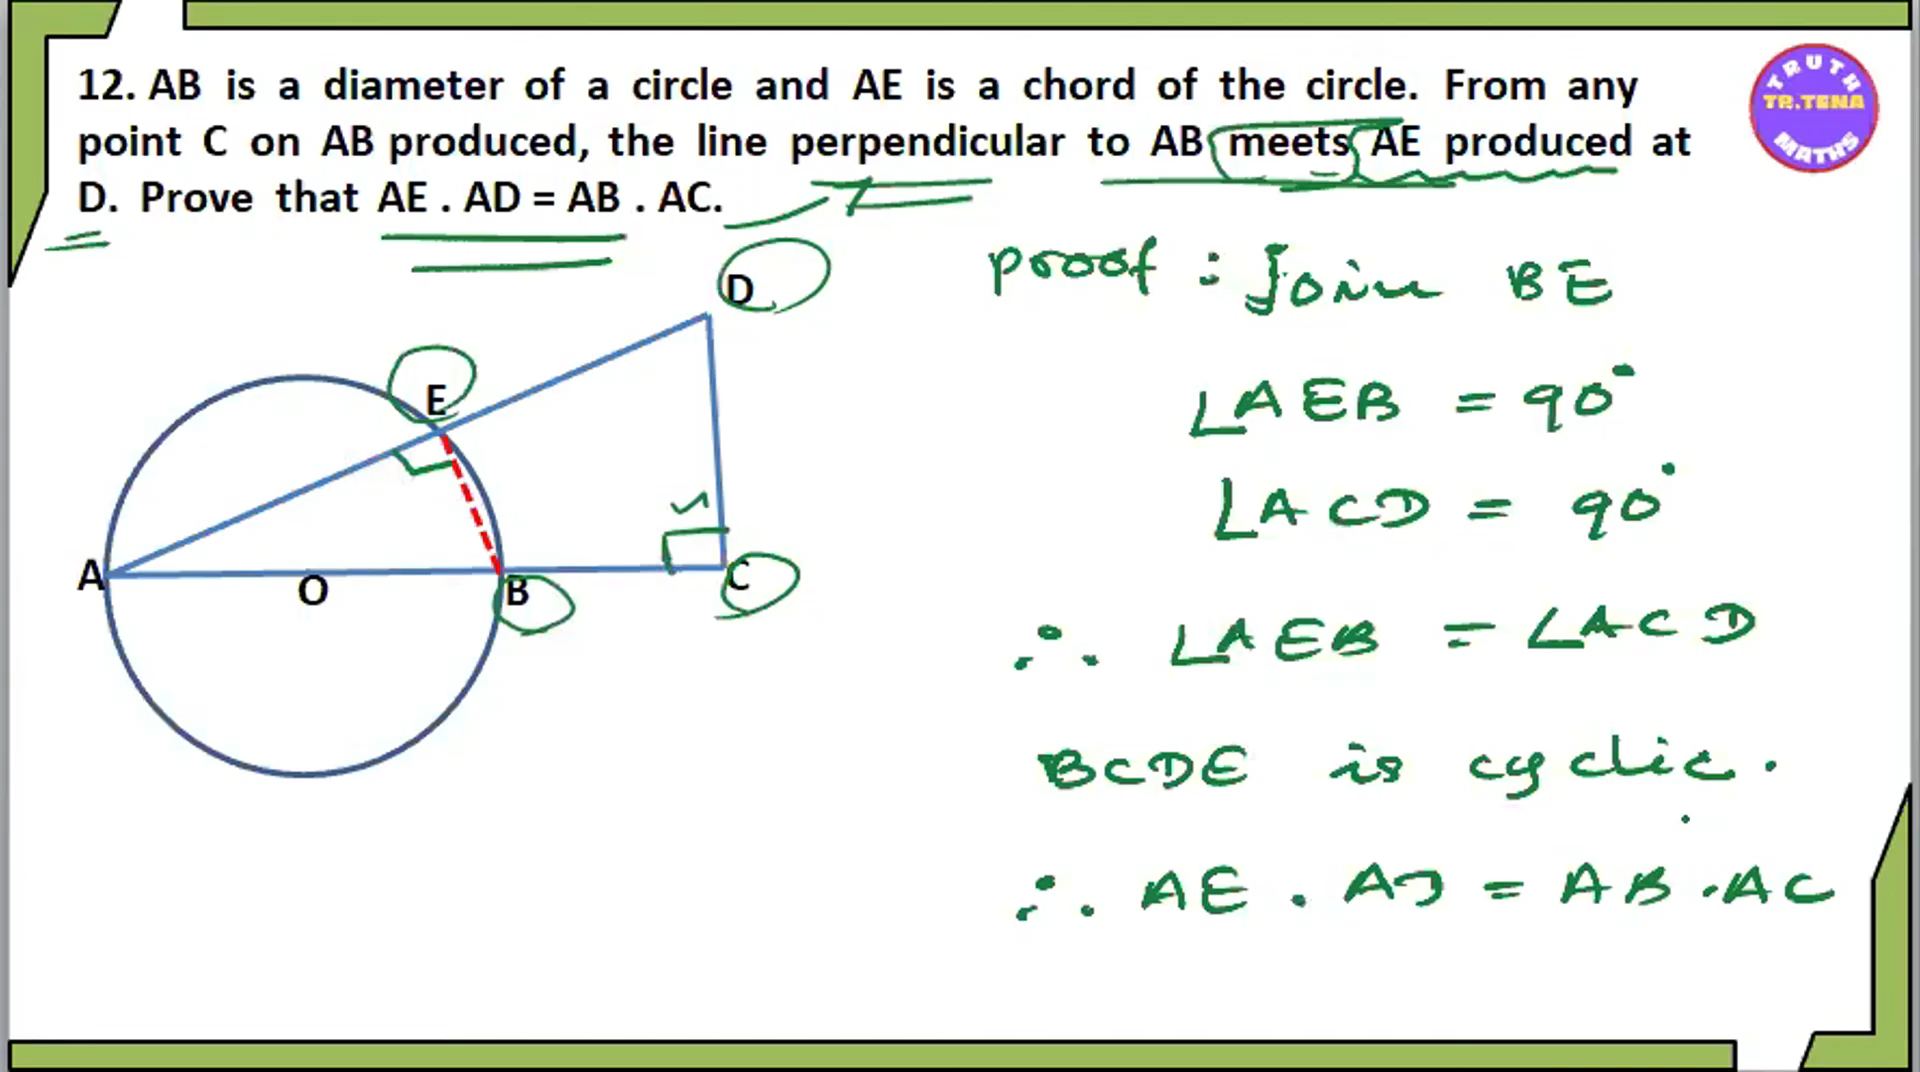 12. AB is a diameter of a circle and AE is a chord of the circle. From any
point C on AB produced, the line perpendicular to AB meets AE produced at
D. Prove that AE . AD = AB . AC.
TRUTH
TR.TENA
MATHS
D
E
A
O
B
C
proof : Join BE
∠AEB = 90°
∠ACD = 90°
∴ ∠AEB = ∠ACD
BCDE is cyclic.
∴ AE . AD = AB . AC